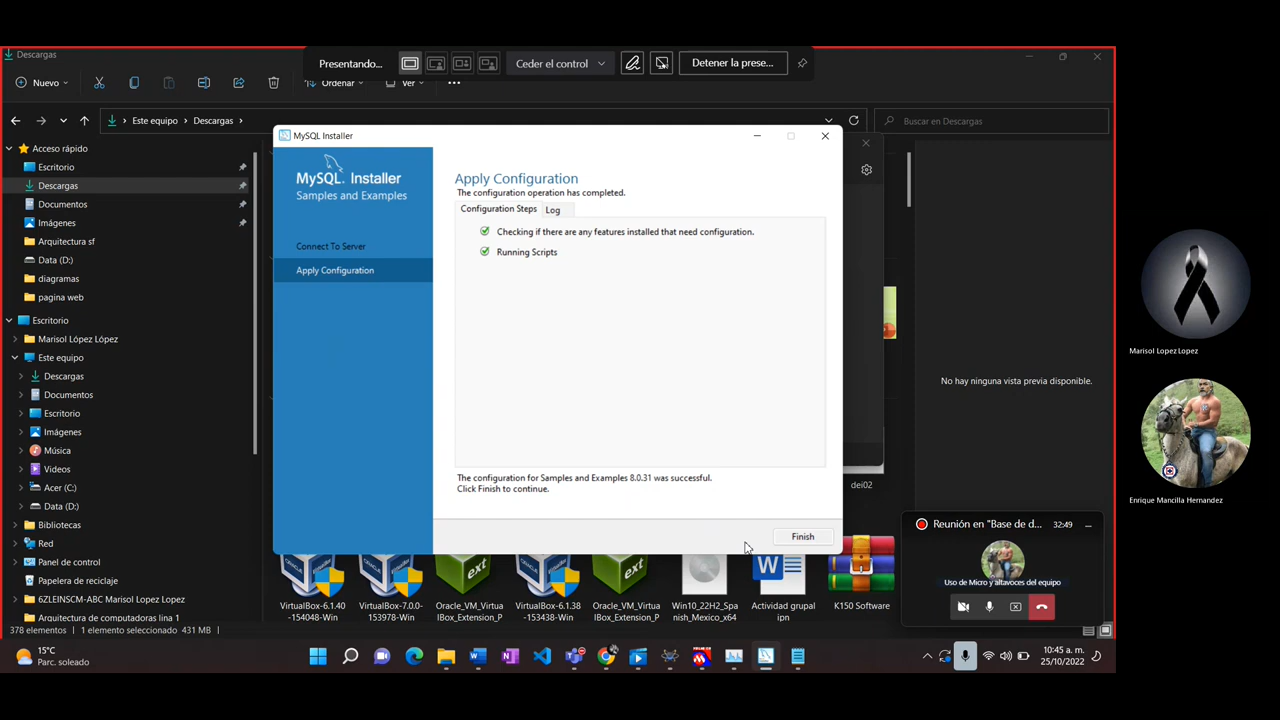 Descargas
Presentando...
Ceder el control
Detener la prese...
Nuevo
Ordenar
Ver
Este equipo
Descargas
Buscar en Descargas
Acceso rápido
Escritorio
Descargas
Documentos
Imágenes
Arquitectura sf
Data (D:)
diagramas
pagina web
Escritorio
Marisol López López
Este equipo
Descargas
Documentos
Escritorio
Imágenes
Música
Videos
Acer (C:)
Data (D:)
Bibliotecas
Red
Panel de control
Papelera de reciclaje
6ZLEINSCM-ABC Marisol Lopez Lopez
Arquitectura de computadoras lina 1
378 elementos
1 elemento seleccionado 431 MB
MySQL Installer
MySQL. Installer
Samples and Examples
Connect To Server
Apply Configuration
Apply Configuration
The configuration operation has completed.
Configuration Steps
Log
Checking if there are any features installed that need configuration.
Running Scripts
The configuration for Samples and Examples 8.0.31 was successful.
Click Finish to continue.
Finish
No hay ninguna vista previa disponible.
dei02
ext
ext
W
VirtualBox-6.1.40
-154048-Win
VirtualBox-7.0.0-
153978-Win
Oracle_VM_Virtua
lBox_Extension_P
VirtualBox-6.1.38
-153438-Win
Oracle_VM_Virtua
lBox_Extension_P
Win10_22H2_Spa
nish_Mexico_x64
Actividad grupal
ipn
K150 Software
Reunión en "Base de d...
32:49
Uso de Micro y altavoces del equipo
Marisol Lopez Lopez
Enrique Mancilla Hernandez
15°C
Parc. soleado
10:45 a. m.
25/10/2022